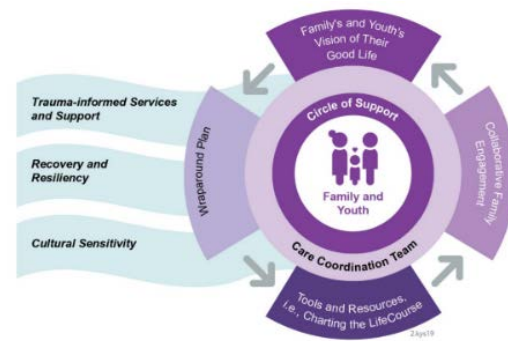 Family's and Youth's
Vision of Their
Good Life
Trauma-informed Services
and Support
Recovery and
Resiliency
Cultural Sensitivity
Wraparound Plan
Circle of Support
Family and
Youth
Care Coordination Team
Collaborative Family
Engagement
Tools and Resources,
i.e., Charting the LifeCourse
2.kys19